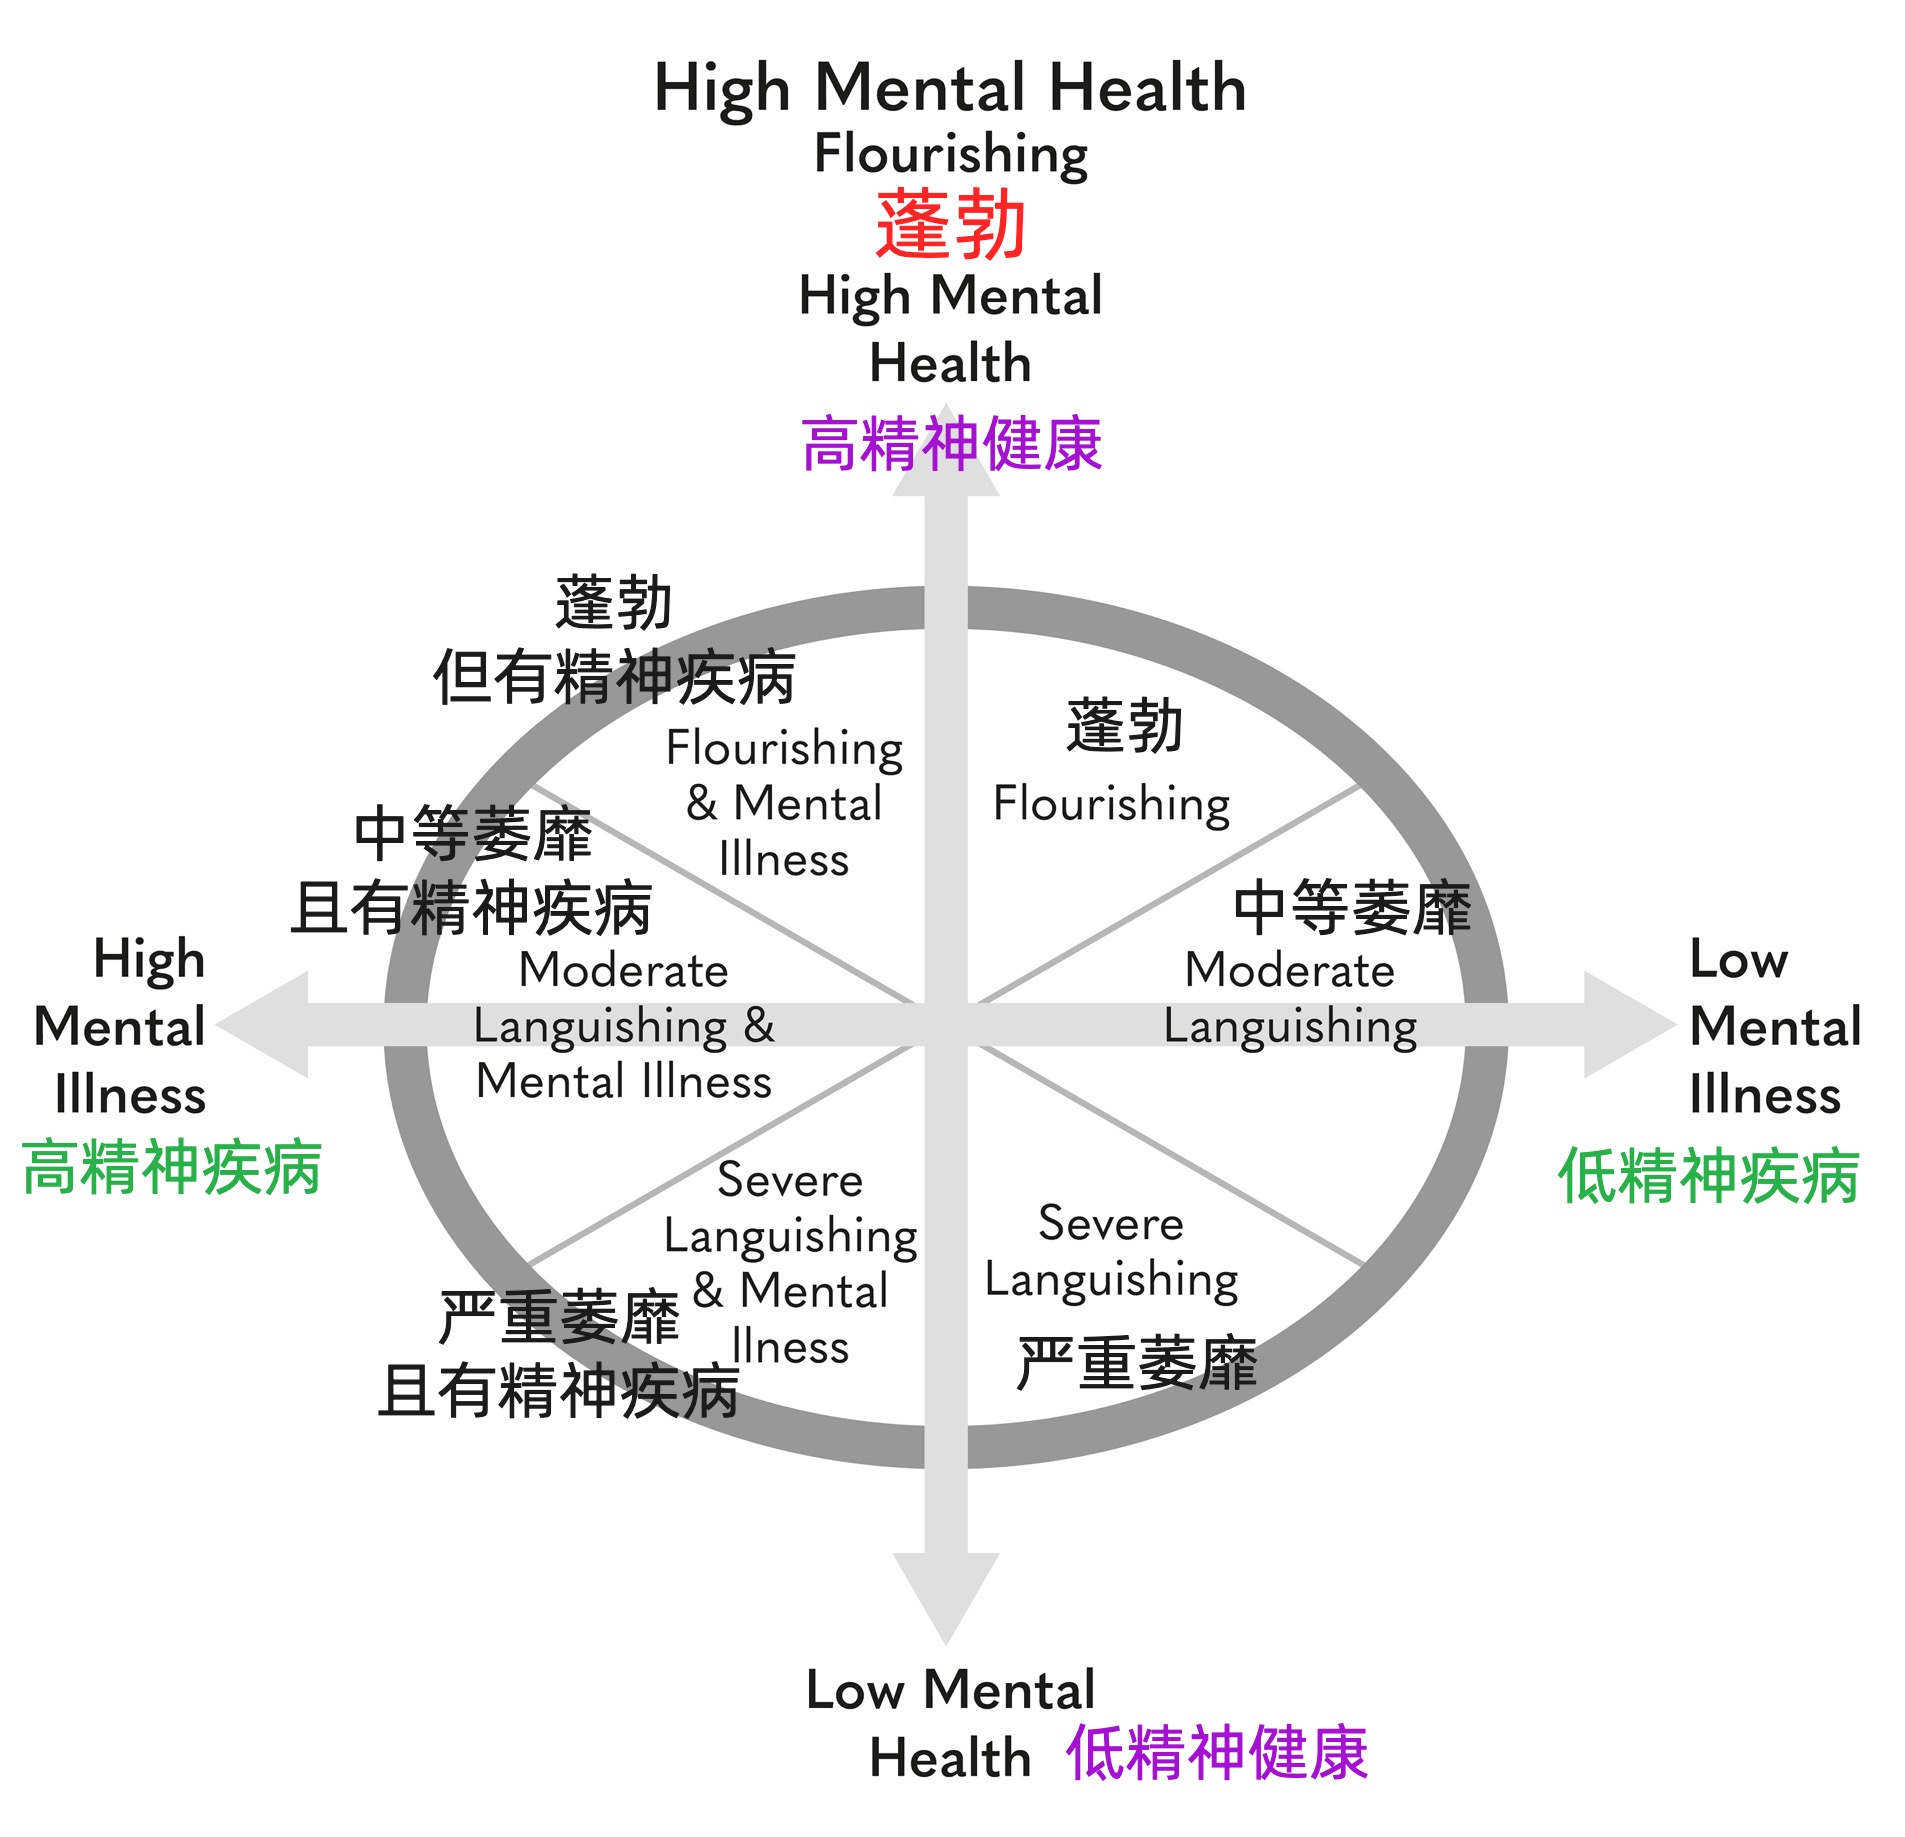 High Mental Health
Flourishing
蓬勃
High Mental
Health
高精神健康
蓬勃
但有精神疾病
Flourishing
& Mental
Illness
蓬勃
Flourishing
中等萎靡
且有精神疾病
Moderate
Languishing &
Mental Illness
中等萎靡
Moderate
Languishing
High
Mental
Illness
高精神疾病
Low
Mental
Illness
低精神疾病
Severe
Languishing
& Mental
Ilness
严重萎靡
且有精神疾病
Severe
Languishing
严重萎靡
Low Mental
Health
低精神健康